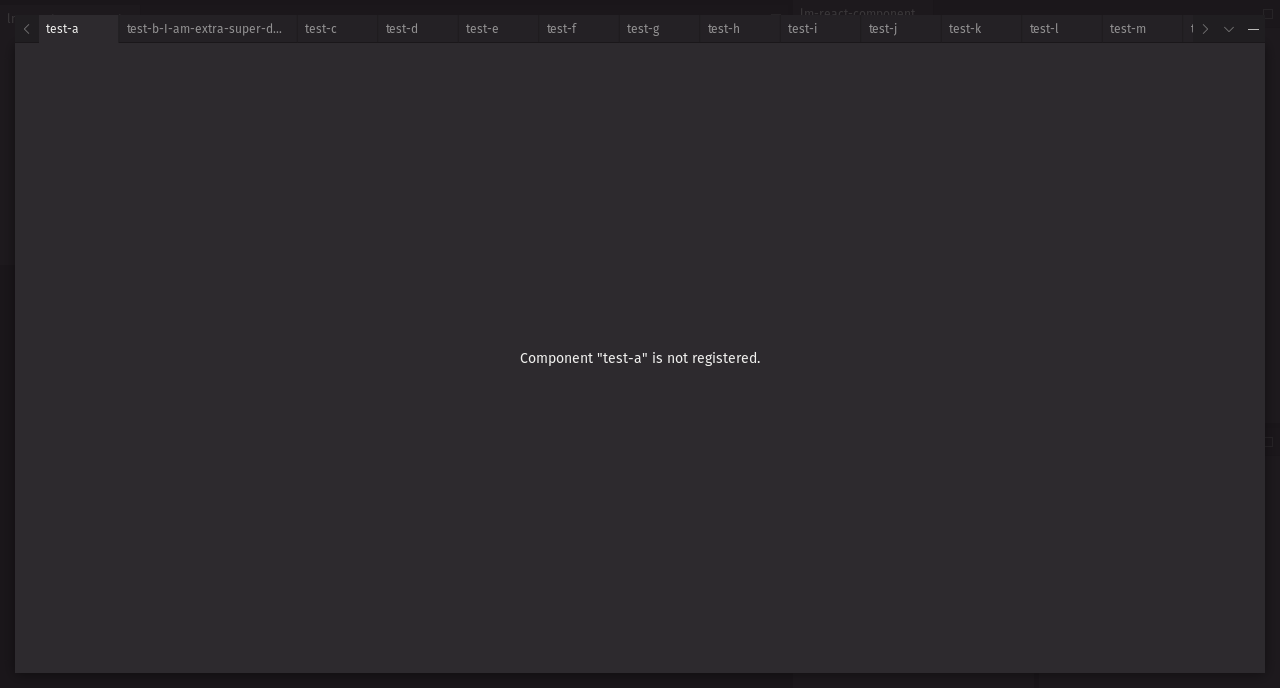 lm-react-component
test-a
test-b-I-am-extra-super-d...
test-c
test-d
test-e
test-f
test-g
test-h
test-i
test-j
test-k
test-l
test-m
Component "test-a" is not registered.